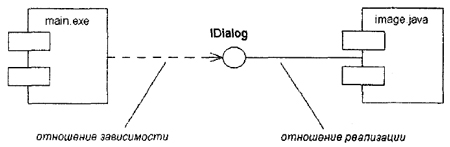 main.exe
IDialog
image.java
отношение зависимости
отношение реализации